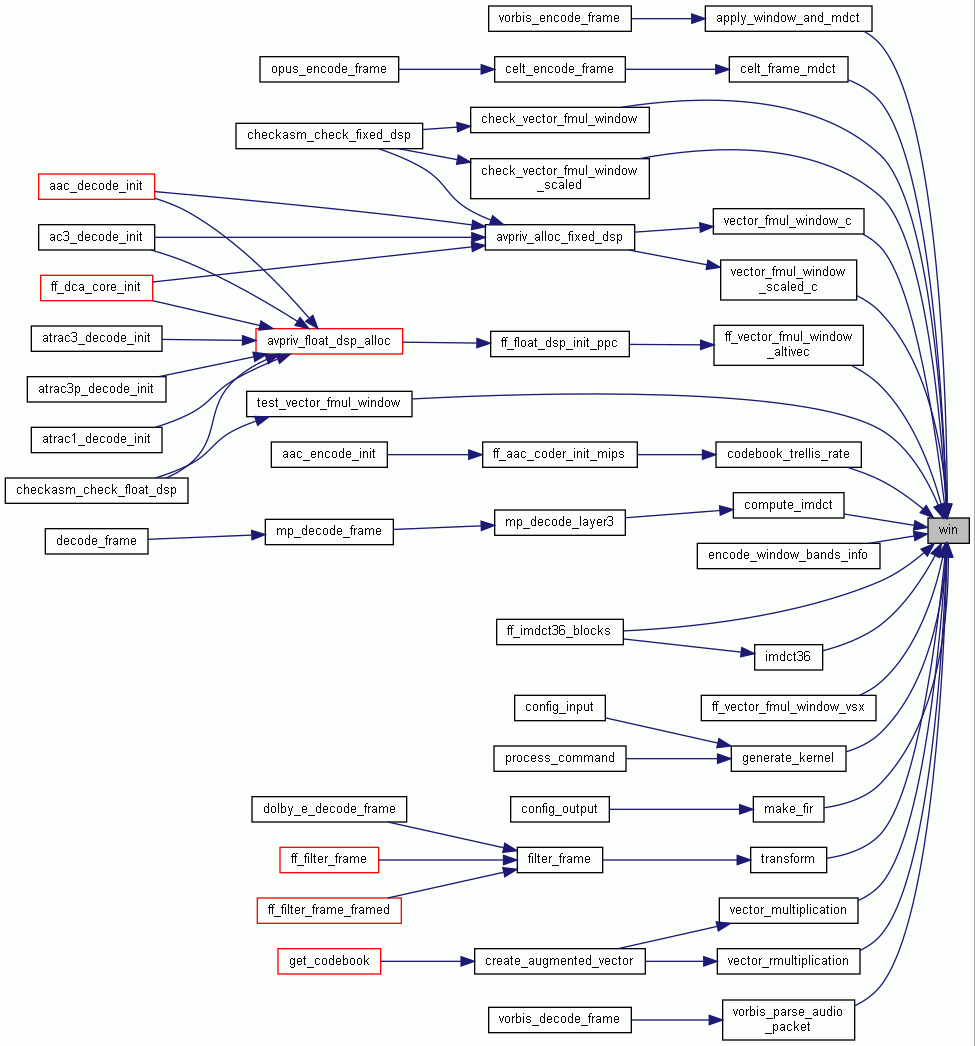 vorbis_encode_frame
apply_window_and_mdct
opus_encode_frame
celt_encode_frame
celt_frame_mdct
check_vector_fmul_window
checkasm_check_fixed_dsp
check_vector_fmul_window
_scaled
aac_decode_init
vector_fmul_window_c
ac3_decode_init
avpriv_alloc_fixed_dsp
vector_fmul_window
_scaled_c
ff_dca_core_init
atrac3_decode_init
avpriv_float_dsp_alloc
ff_float_dsp_init_ppc
ff_vector_fmul_window
_altivec
atrac3p_decode_init
test_vector_fmul_window
atrac1_decode_init
aac_encode_init
ff_aac_coder_init_mips
codebook_trellis_rate
checkasm_check_float_dsp
compute_imdct
mp_decode_layer3
mp_decode_frame
decode_frame
win
encode_window_bands_info
ff_imdct36_blocks
imdct36
config_input
ff_vector_fmul_window_vsx
process_command
generate_kernel
dolby_e_decode_frame
config_output
make_fir
ff_filter_frame
filter_frame
transform
ff_filter_frame_framed
vector_multiplication
get_codebook
create_augmented_vector
vector_rmultiplication
vorbis_decode_frame
vorbis_parse_audio
_packet